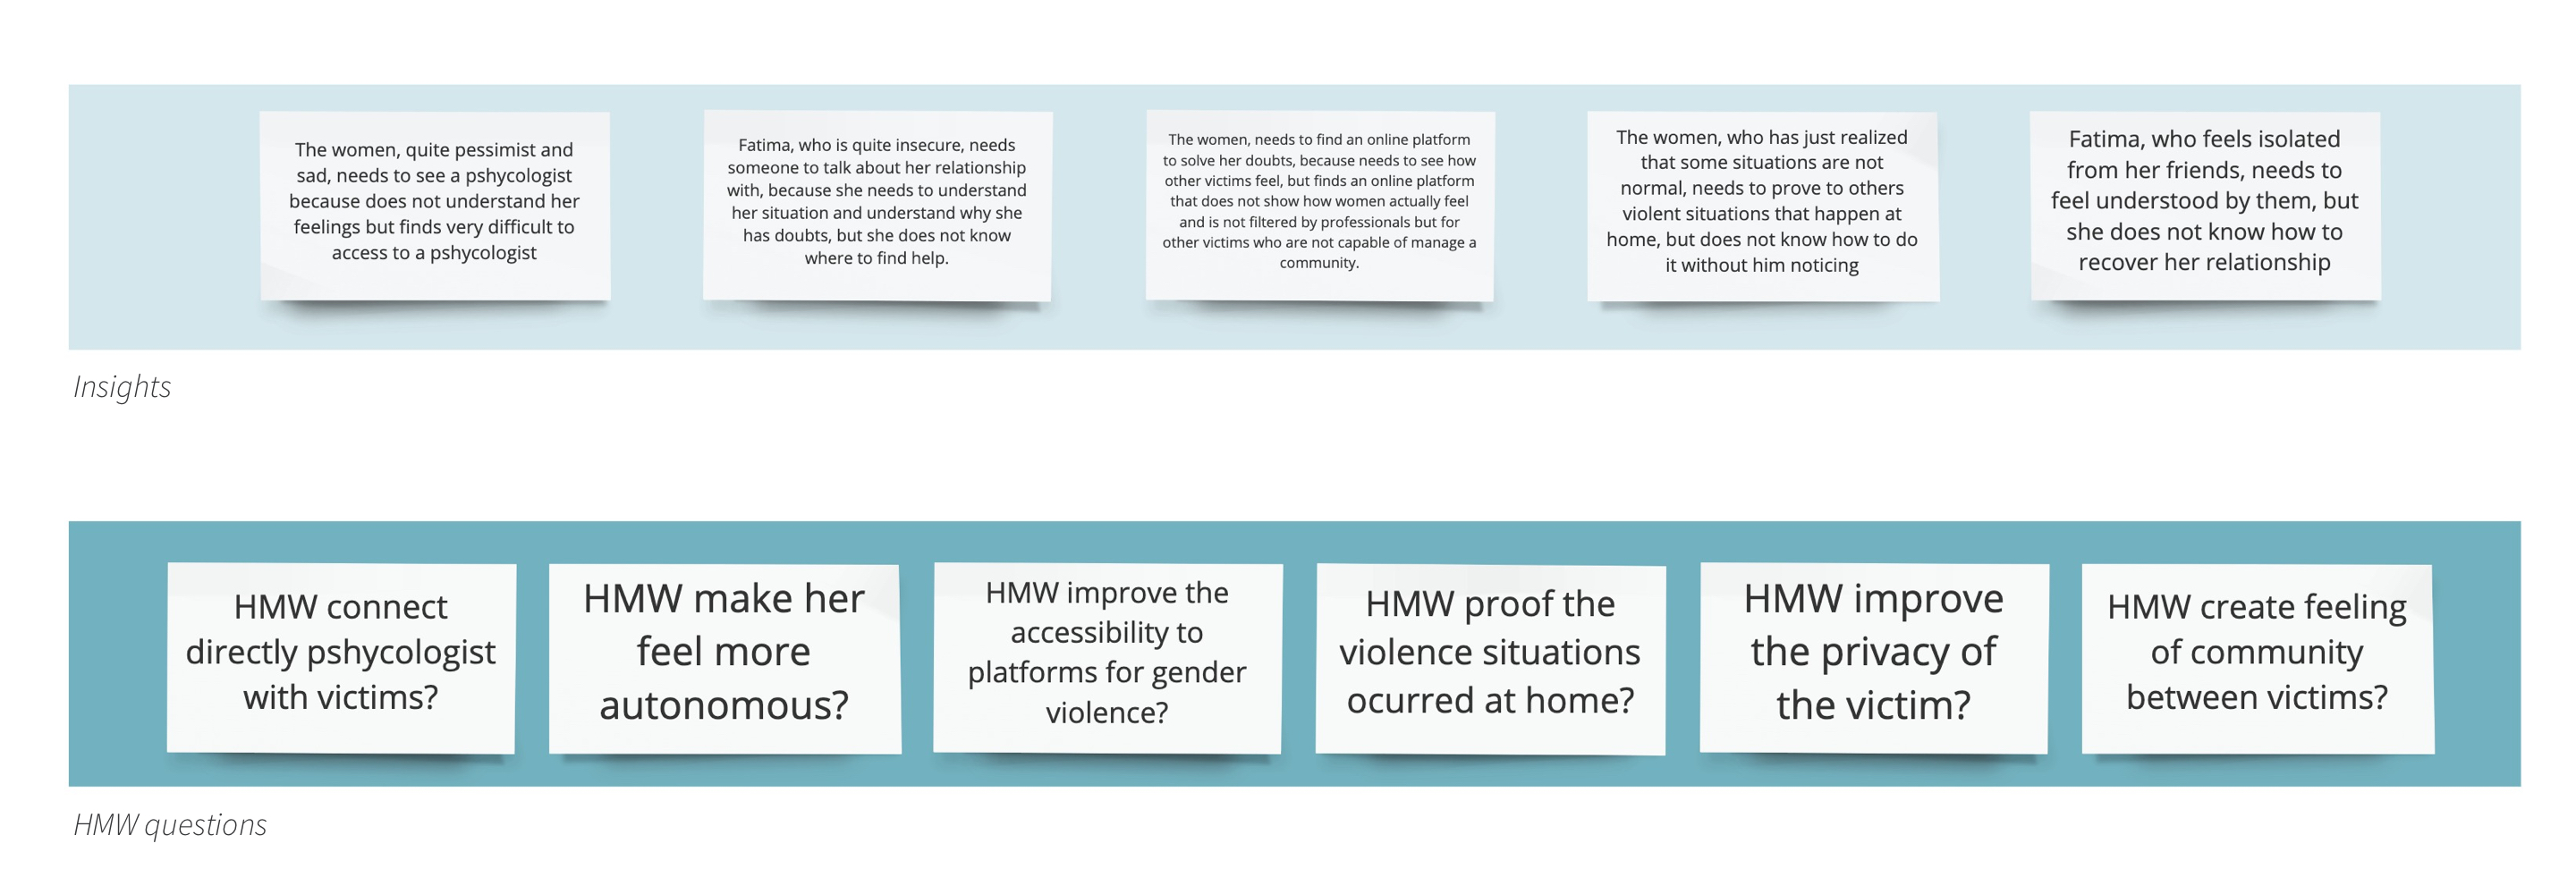 The women, quite pessimist and
sad, needs to see a pshycologist
because does not understand her
feelings but finds very difficult to
access to a pshycologist
Fatima, who is quite insecure, needs
someone to talk about her relationship
with, because she needs to understand
her situation and understand why she
has doubts, but she does not know
where to find help.
The women, needs to find an online platform
to solve her doubts, because needs to see how
other victims feel, but finds an online platform
that does not show how women actually feel
and is not filtered by professionals but for
other victims who are not capable of manage a
community.
The women, who has just realized
that some situations are not
normal, needs to prove to others
violent situations that happen at
home, but does not know how to do
it without him noticing
Fatima, who feels isolated
from her friends, needs to
feel understood by them, but
she does not know how to
recover her relationship
Insights
HMW connect
directly pshycologist
with victims?
HMW make her
feel more
autonomous?
HMW improve the
accessibility to
platforms for gender
violence?
HMW proof the
violence situations
ocurred at home?
HMW improve
the privacy of
the victim?
HMW create feeling
of community
between victims?
HMW questions